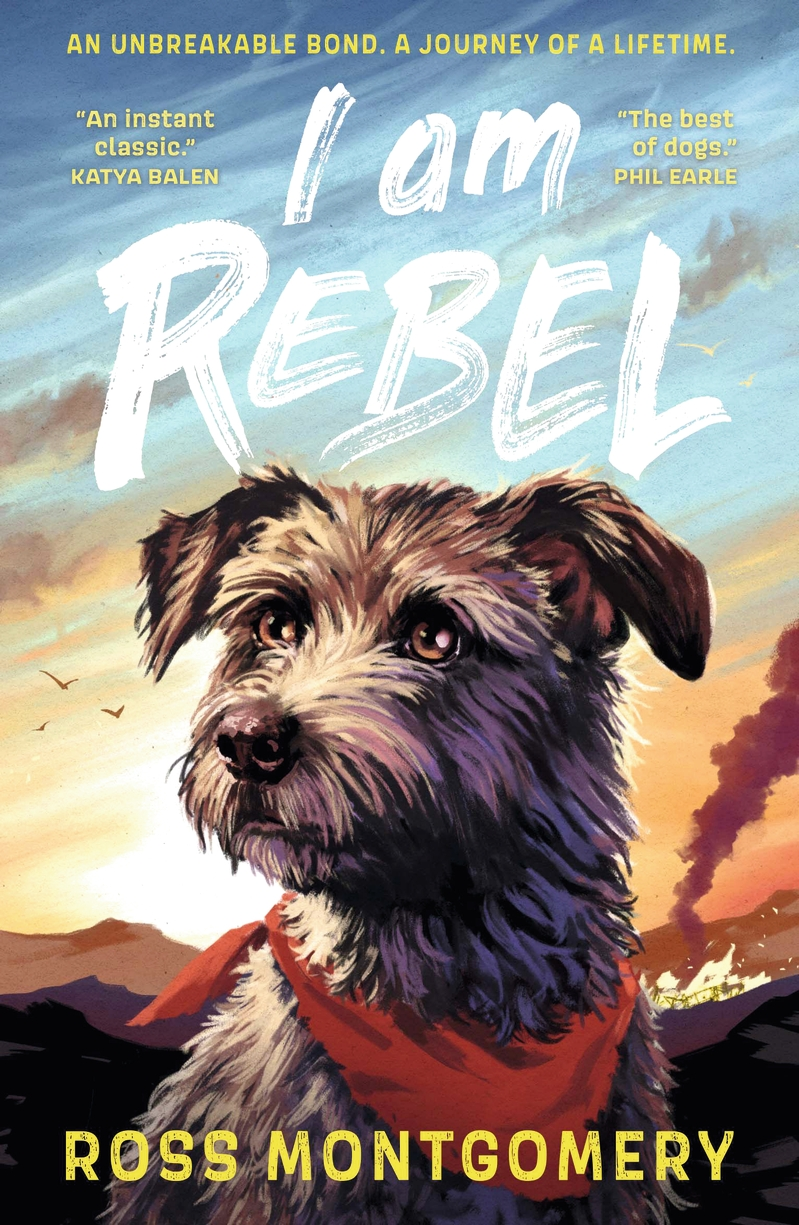 AN UNBREAKABLE BOND. A JOURNEY OF A LIFETIME.
“An instant
classic.”
KATYA BALEN
“The best
of dogs.”
PHIL EARLE
I am
REBEL
ROSS MONTGOMERY